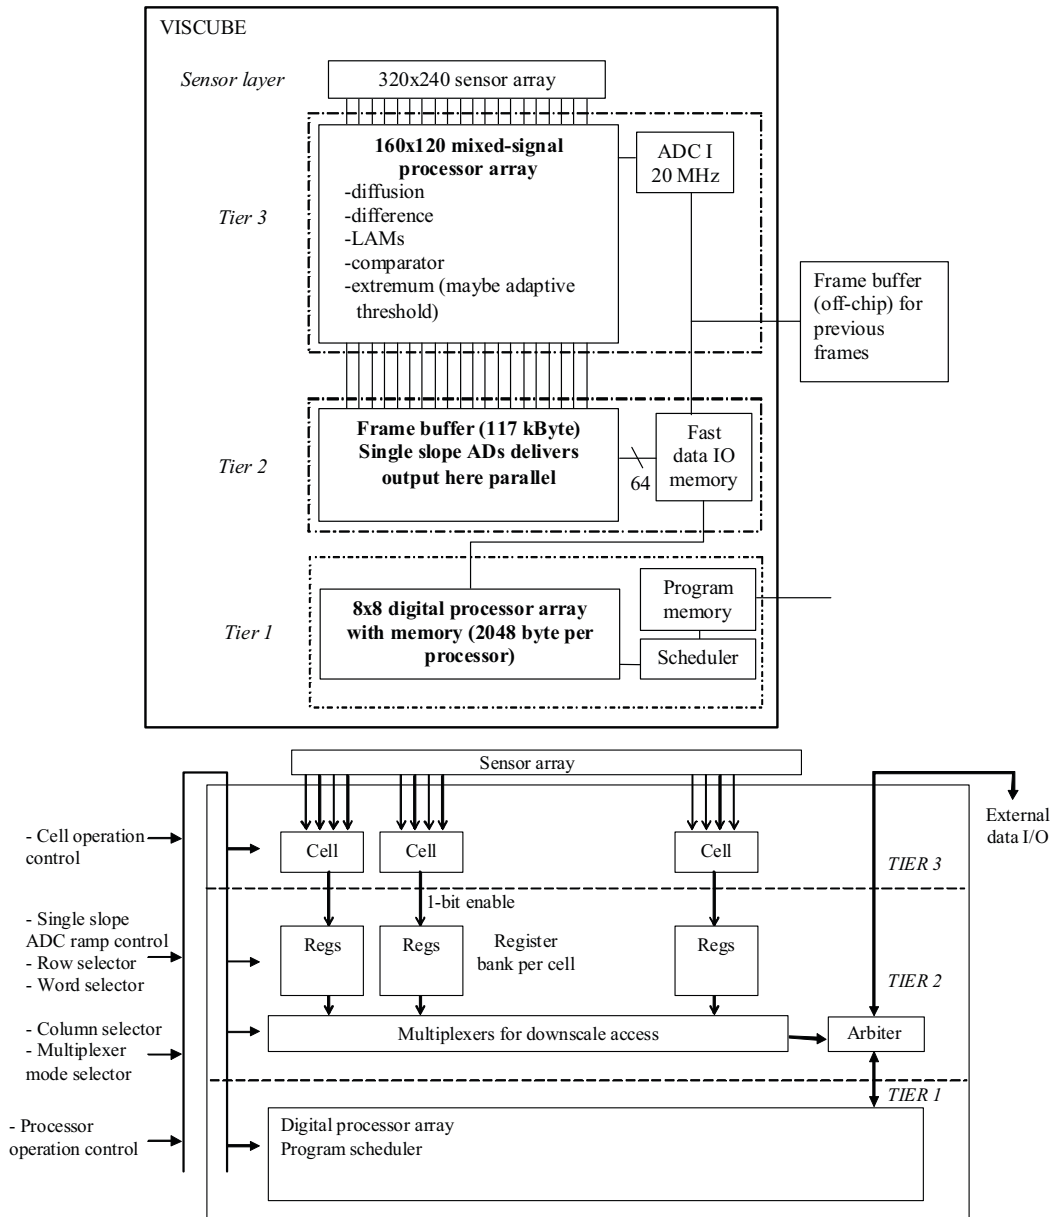 VISCUBE
Sensor layer
320x240 sensor array
160x120 mixed-signal
processor array
-diffusion
-difference
-LAMs
-comparator
-extremum (maybe adaptive
threshold)
ADC I
20 MHz
Tier 3
Frame buffer
(off-chip) for
previous
frames
Frame buffer (117 kByte)
Single slope ADs delivers
output here parallel
64
Fast
data IO
memory
Tier 2
8x8 digital processor array
with memory (2048 byte per
processor)
Program
memory
Scheduler
Tier 1
Sensor array
- Cell operation
control
Cell
Cell
Cell
External
data I/O
TIER 3
1-bit enable
- Single slope
ADC ramp control
- Row selector
- Word selector
Regs
Regs
Register
bank per cell
Regs
TIER 2
- Column selector
- Multiplexer
mode selector
Multiplexers for downscale access
Arbiter
TIER 1
- Processor
operation control
Digital processor array
Program scheduler